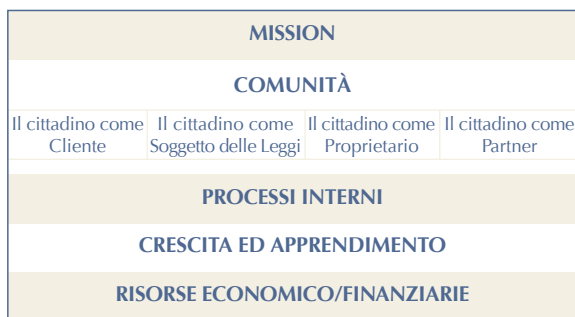 MISSION
COMUNITÀ
Il cittadino come Cliente
Il cittadino come Soggetto delle Leggi
Il cittadino come Proprietario
Il cittadino come Partner
PROCESSI INTERNI
CRESCITA ED APPRENDIMENTO
RISORSE ECONOMICO/FINANZIARIE